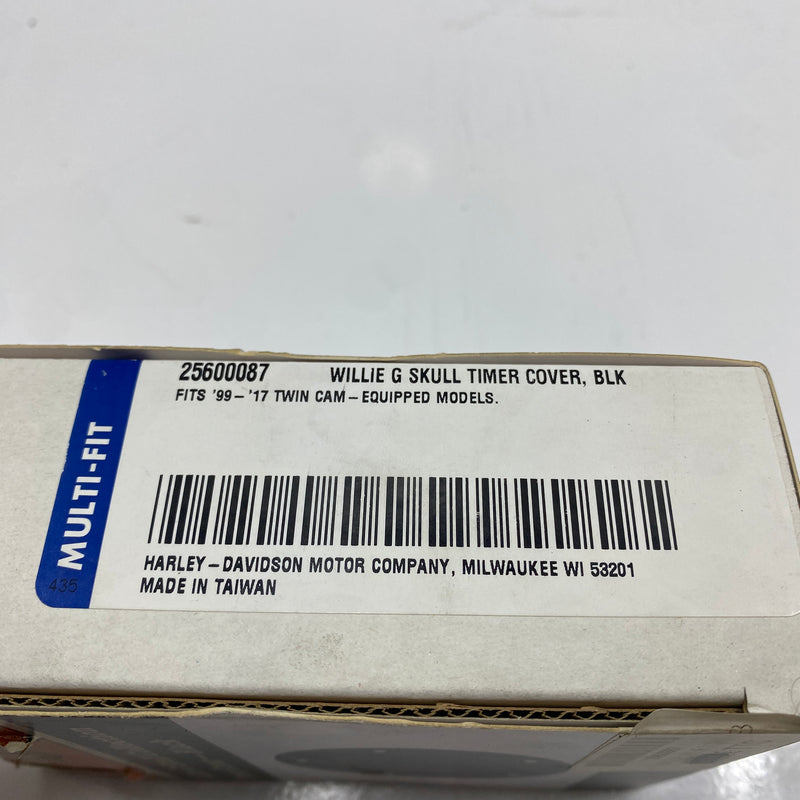 25600087 WILLIE G SKULL TIMER COVER, BLK
FITS '99-'17 TWIN CAM-EQUIPPED MODELS.
MULTI-FIT
435
HARLEY-DAVIDSON MOTOR COMPANY, MILWAUKEE WI 53201
MADE IN TAIWAN